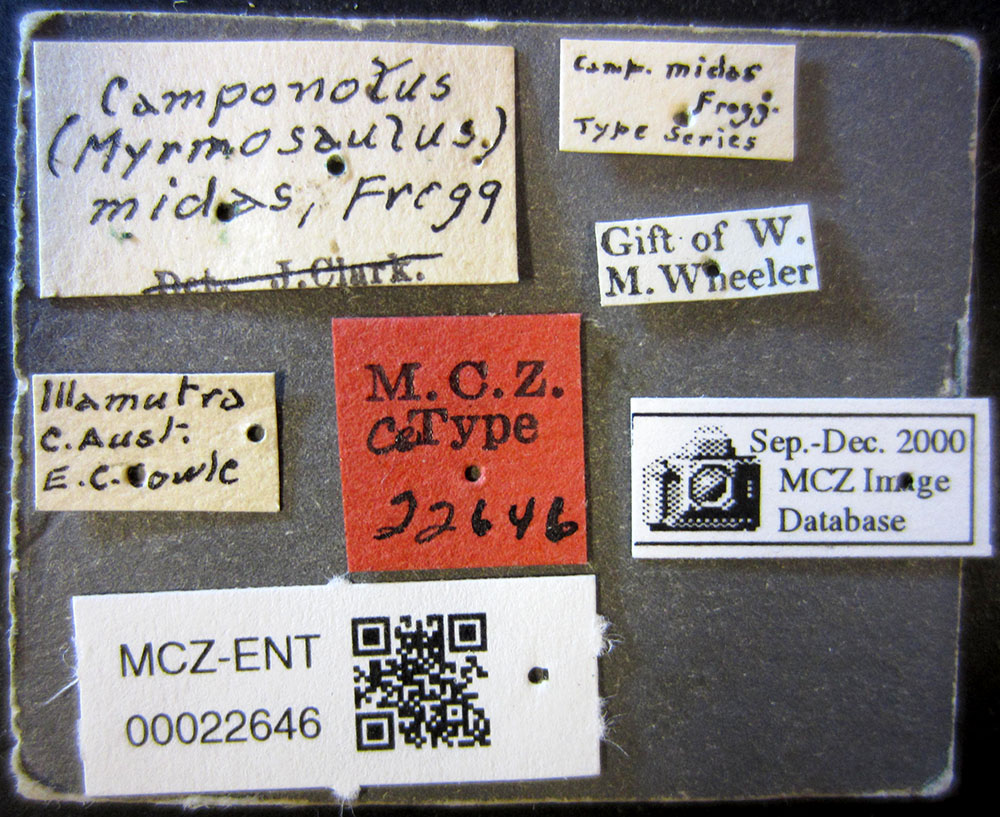 Camponotus
(Myrmosaulus.)
midas, Frogg
Det. J. Clark.
Camp. midas
Frogg.
Type Series
Gift of W.
M. Wheeler
Illamutra
C. Aust.
E.C. Cowle
M.C.Z.
CoType
22646
Sep.-Dec. 2000
MCZ Image
Database
MCZ-ENT
00022646